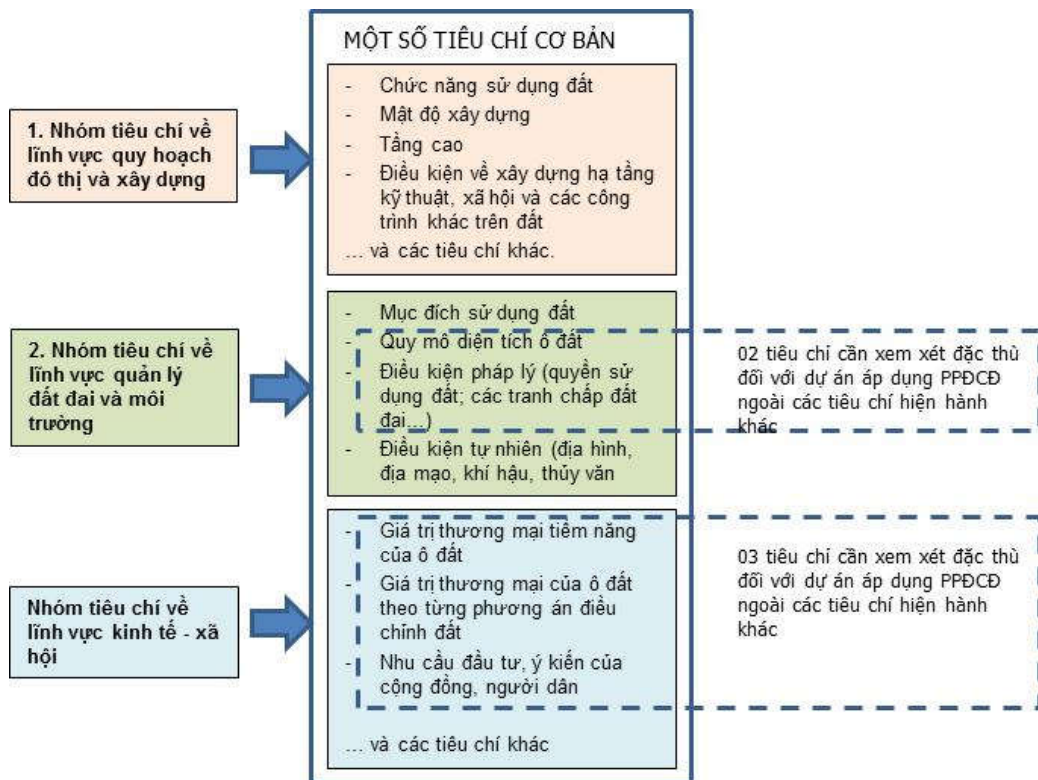 MỘT SỐ TIÊU CHÍ CƠ BẢN
1. Nhóm tiêu chí về
lĩnh vực quy hoạch
đô thị và xây dựng
- Chức năng sử dụng đất
- Mật độ xây dựng
- Tầng cao
- Điều kiện về xây dựng hạ tầng
kỹ thuật, xã hội và các công
trình khác trên đất
... và các tiêu chí khác.
2. Nhóm tiêu chí về
lĩnh vực quản lý
đất đai và môi
trường
- Mục đích sử dụng đất
- Quy mô diện tích ô đất
- Điều kiện pháp lý (quyền sử
dụng đất; các tranh chấp đất
đai...)
- Điều kiện tự nhiên (địa hình,
địa mạo, khí hậu, thủy văn
02 tiêu chí cần xem xét đặc thù
đối với dự án áp dụng PPĐCĐ
ngoài các tiêu chí hiện hành
khác
Nhóm tiêu chí về
lĩnh vực kinh tế - xã
hội
- Giá trị thương mại tiềm năng
của ô đất
- Giá trị thương mại của ô đất
theo từng phương án điều
chỉnh đất
- Nhu cầu đầu tư, ý kiến của
cộng đồng, người dân
... và các tiêu chí khác
03 tiêu chí cần xem xét đặc thù
đối với dự án áp dụng PPĐCĐ
ngoài các tiêu chí hiện hành
khác